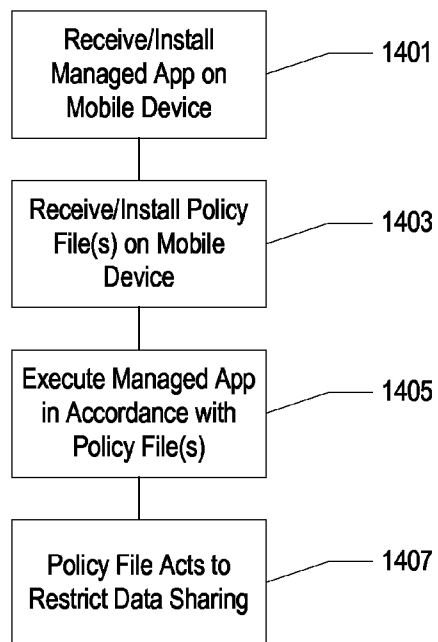 Receive/Install
Managed App on
Mobile Device
1401
Receive/Install Policy
File(s) on Mobile
Device
1403
Execute Managed App
in Accordance with
Policy File(s)
1405
Policy File Acts to
Restrict Data Sharing
1407